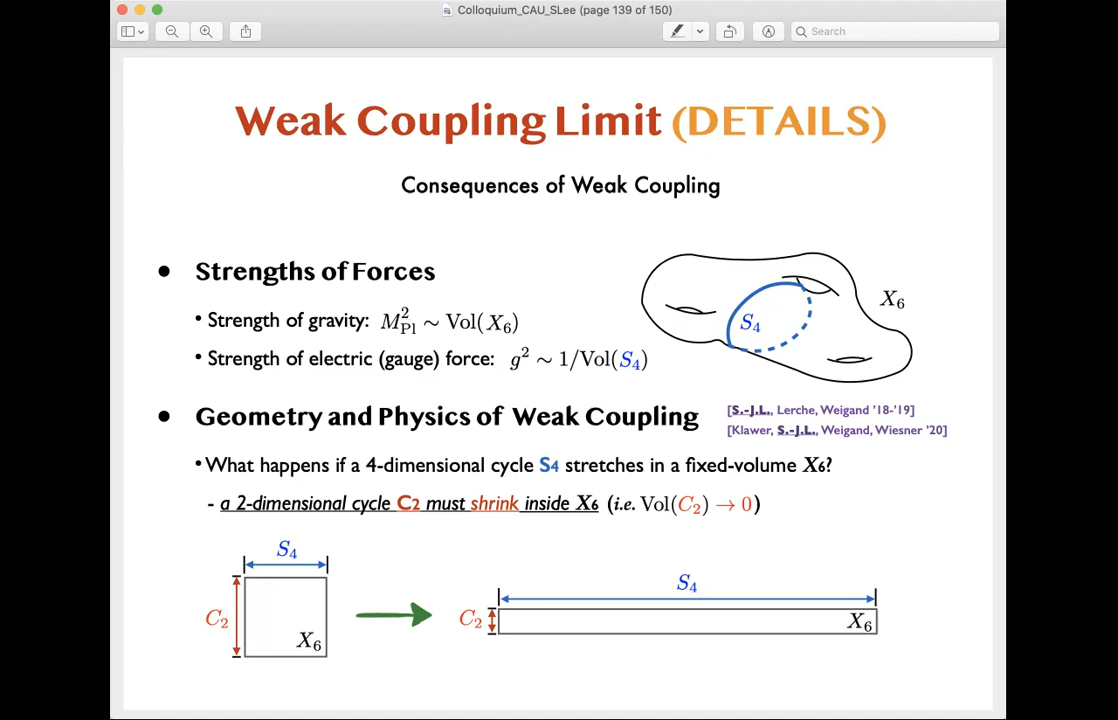 Colloquium_CAU_SLee (page 139 of 150)
Search
Weak Coupling Limit (DETAILS)
Consequences of Weak Coupling
• Strengths of Forces
• Strength of gravity: M²_Pl ~ Vol(X₆)
• Strength of electric (gauge) force: g² ~ 1/Vol(S₄)
S₄
X₆
• Geometry and Physics of Weak Coupling
[S.-J.L., Lerche, Weigand ’18-’19]
[Klawer, S.-J.L., Weigand, Wiesner ’20]
• What happens if a 4-dimensional cycle S4 stretches in a fixed-volume X₆?
- a 2-dimensional cycle C2 must shrink inside X₆ (i.e. Vol(C₂) → 0)
S₄
C₂
X₆
S₄
C₂
X₆